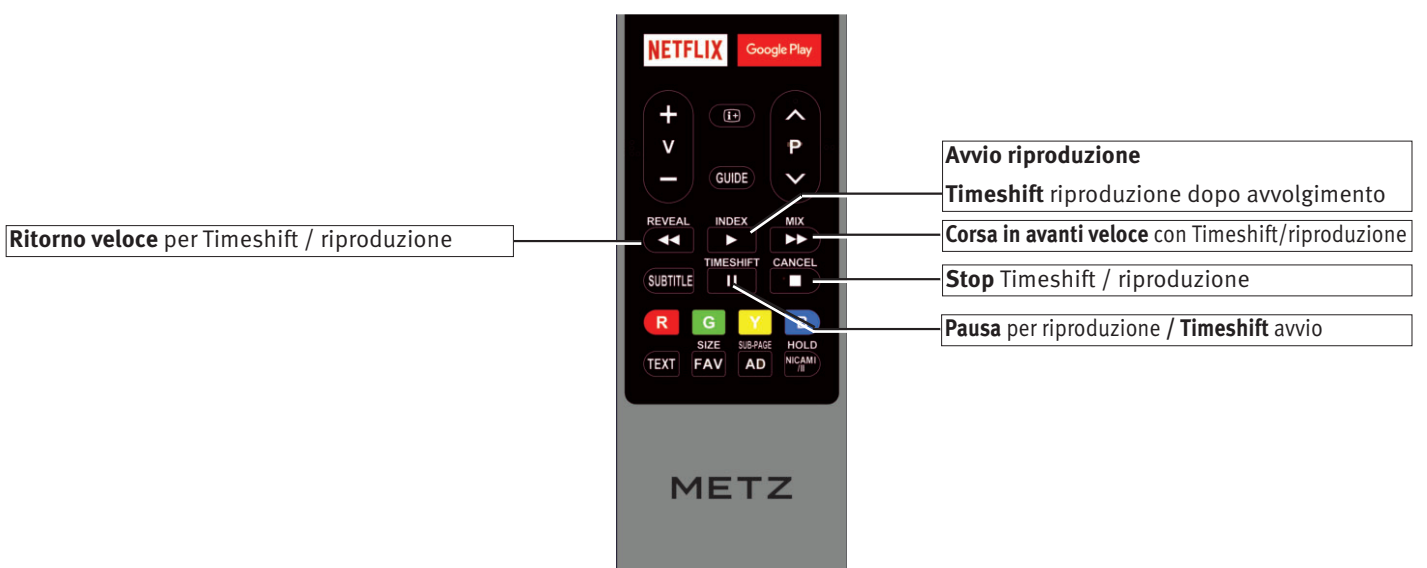 NETFLIX Google Play
+ i+
V P
- GUIDE
Avvio riproduzione
Timeshift riproduzione dopo avvolgimento
REVEAL INDEX MIX
Ritorno veloce per Timeshift / riproduzione
Corsa in avanti veloce con Timeshift/riproduzione
TIMESHIFT CANCEL
SUBTITLE
Stop Timeshift / riproduzione
R G Y B
Pausa per riproduzione / Timeshift avvio
SIZE SUB-PAGE HOLD
TEXT FAV AD NICAMI
/II
METZ